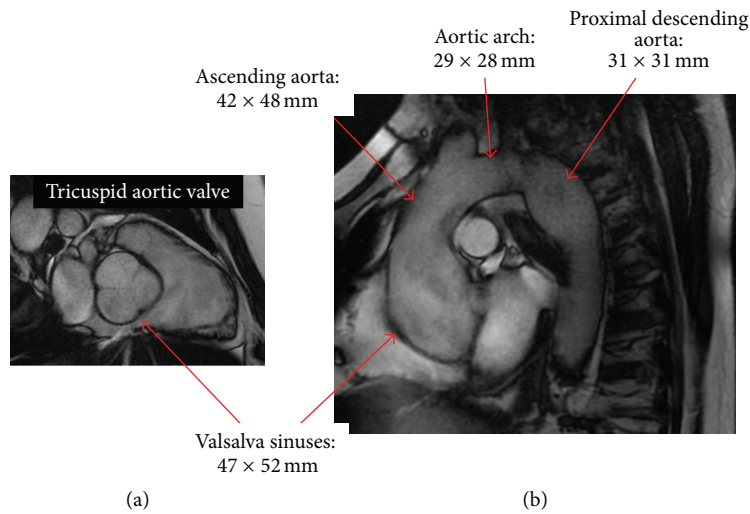 Proximal descending
aorta:
31 × 31 mm
Aortic arch:
29 × 28 mm
Ascending aorta:
42 × 48 mm
Tricuspid aortic valve
Valsalva sinuses:
47 × 52 mm
(a)
(b)